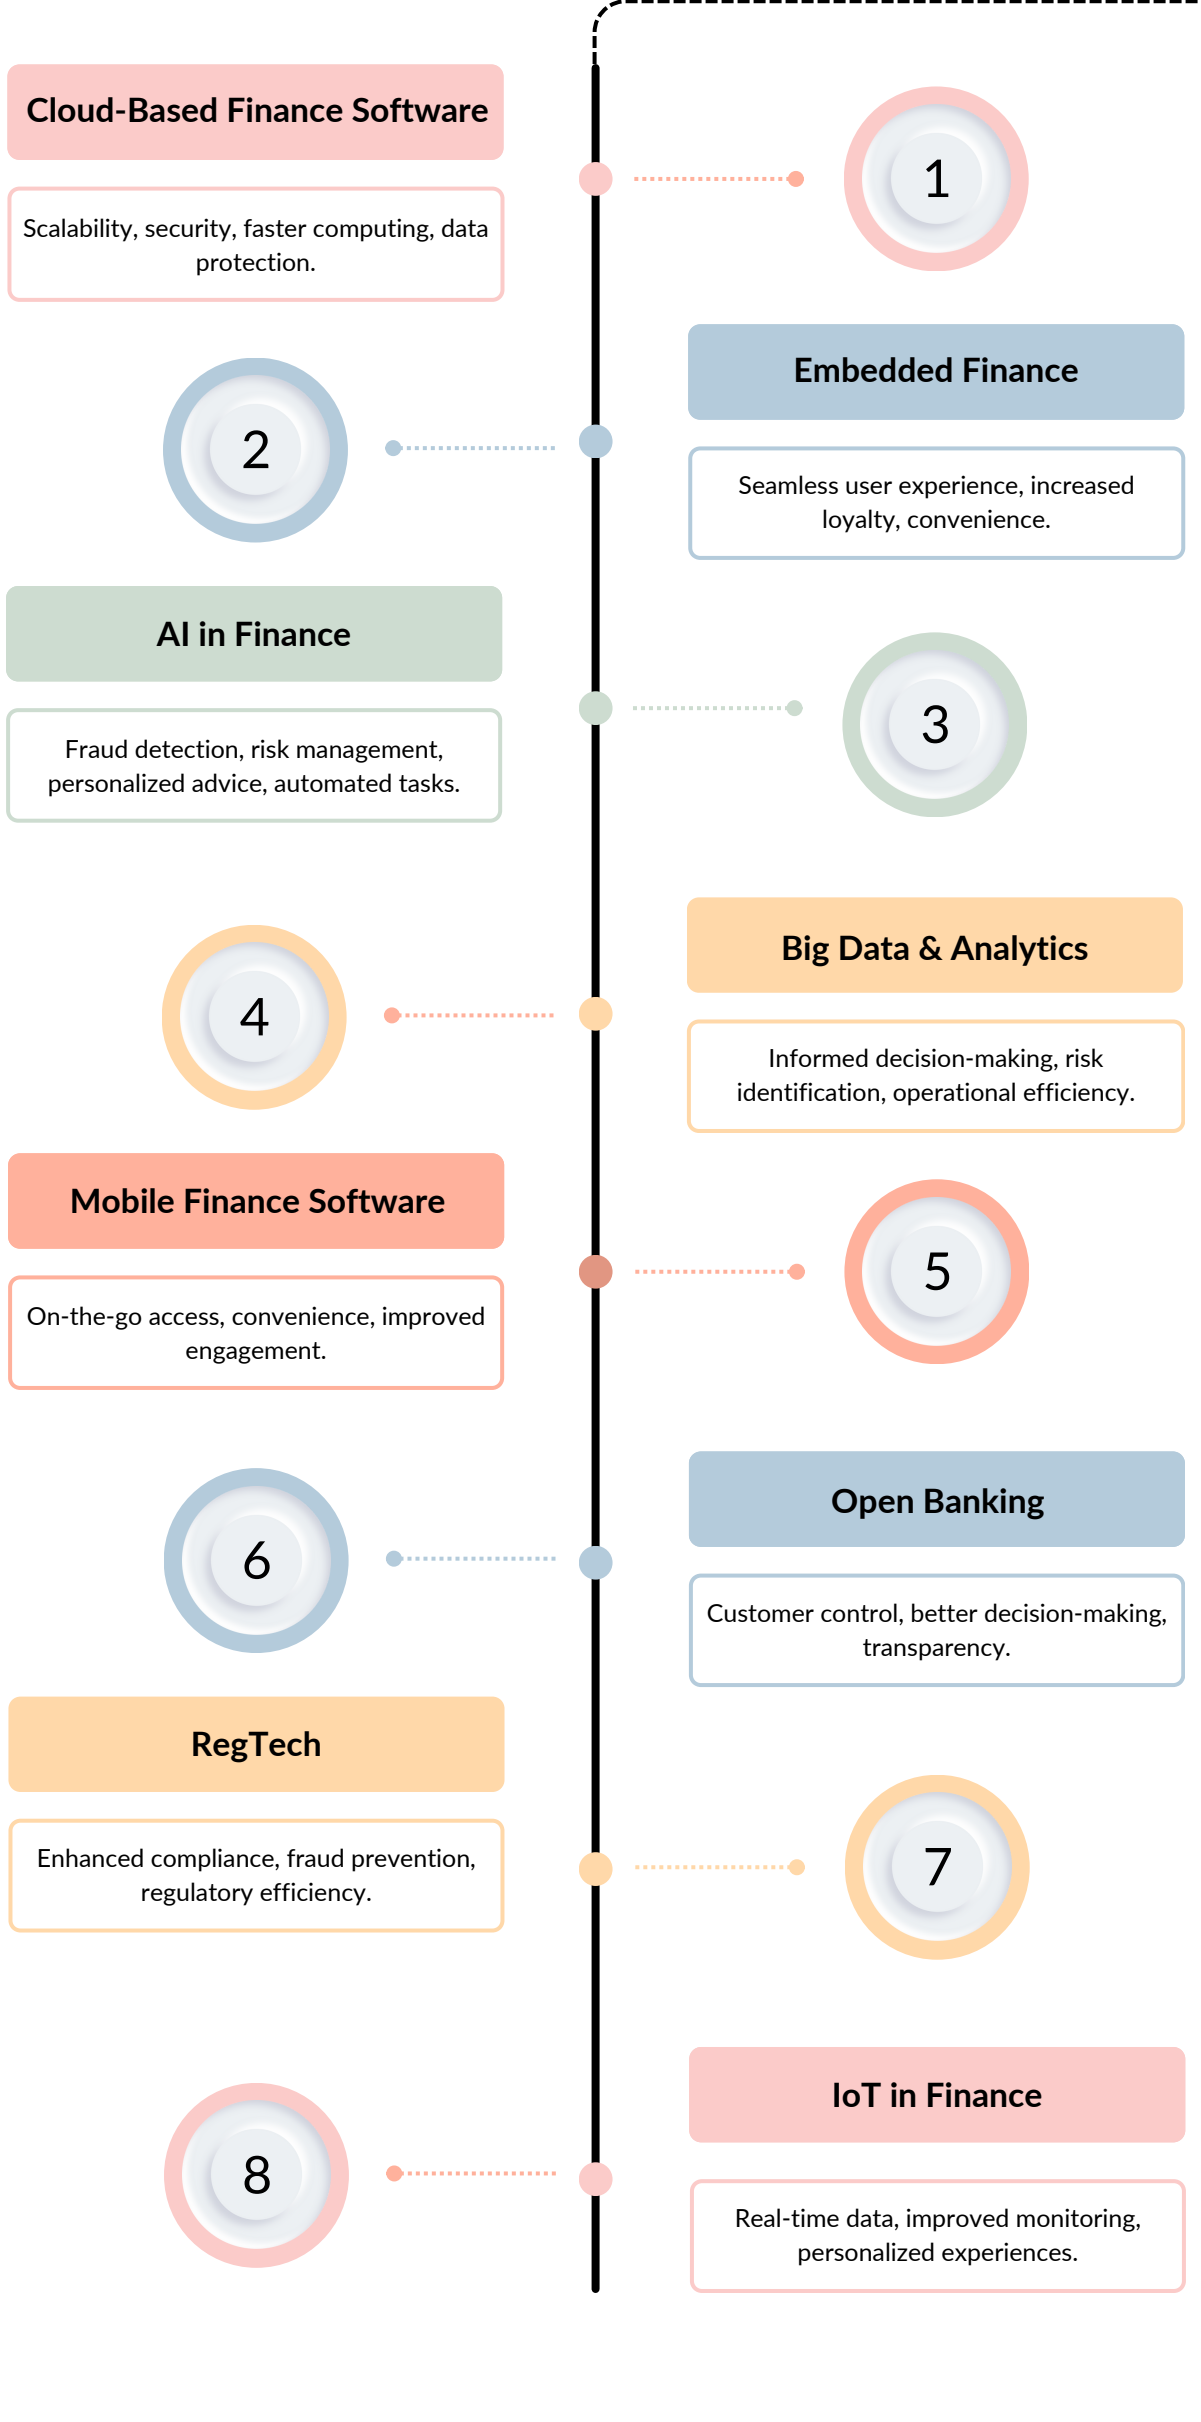 Cloud-Based Finance Software
1
Scalability, security, faster computing, data
protection.
Embedded Finance
2
Seamless user experience, increased
loyalty, convenience.
AI in Finance
3
Fraud detection, risk management,
personalized advice, automated tasks.
Big Data & Analytics
4
Informed decision-making, risk
identification, operational efficiency.
Mobile Finance Software
5
On-the-go access, convenience, improved
engagement.
Open Banking
6
Customer control, better decision-making,
transparency.
RegTech
7
Enhanced compliance, fraud prevention,
regulatory efficiency.
IoT in Finance
8
Real-time data, improved monitoring,
personalized experiences.